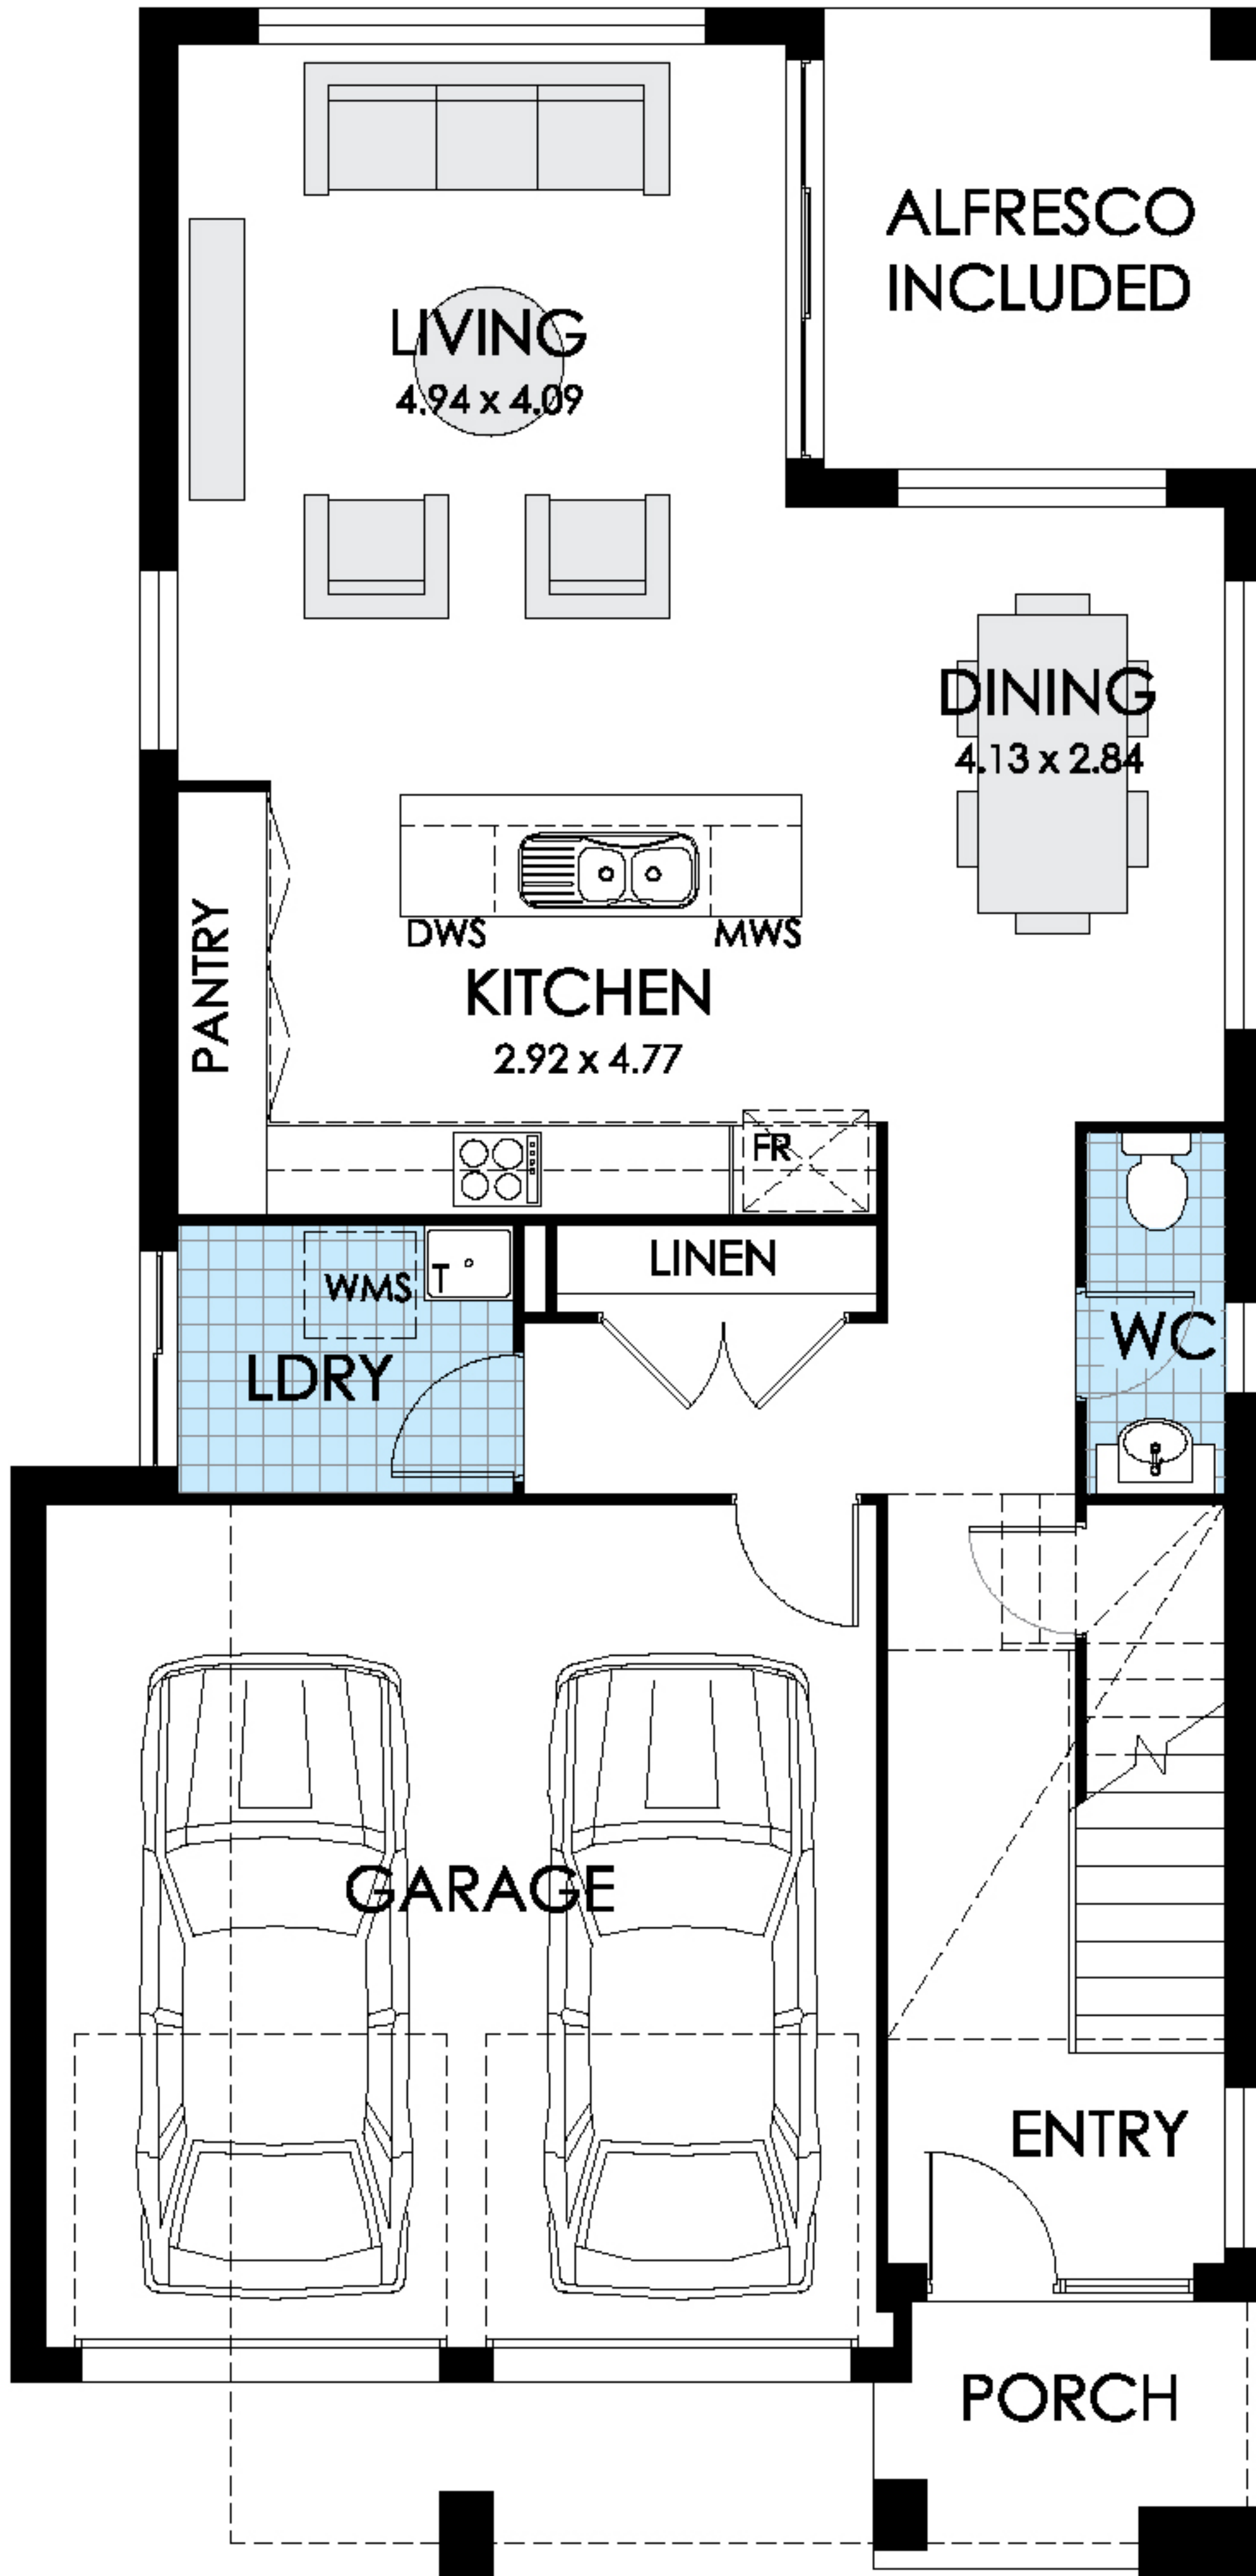 ALFRESCO
INCLUDED
LIVING
4.94 x 4.09
DINING
4.13 x 2.84
DWS
MWS
KITCHEN
2.92 x 4.77
PANTRY
FR
LINEN
WMS
T
LDRY
WC
GARAGE
ENTRY
PORCH